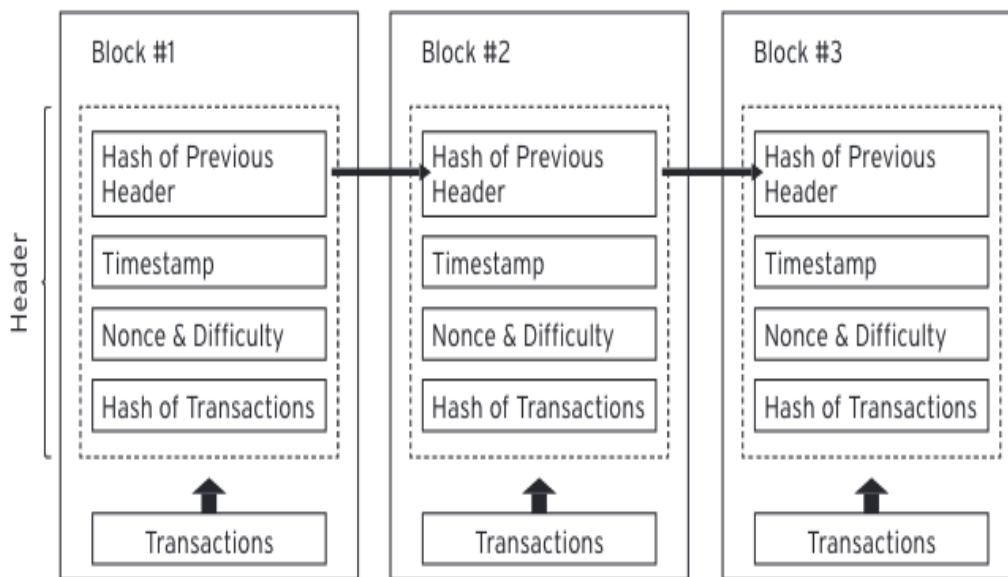 Header
Block #1
Hash of Previous
Header
Timestamp
Nonce & Difficulty
Hash of Transactions
Transactions
Block #2
Hash of Previous
Header
Timestamp
Nonce & Difficulty
Hash of Transactions
Transactions
Block #3
Hash of Previous
Header
Timestamp
Nonce & Difficulty
Hash of Transactions
Transactions